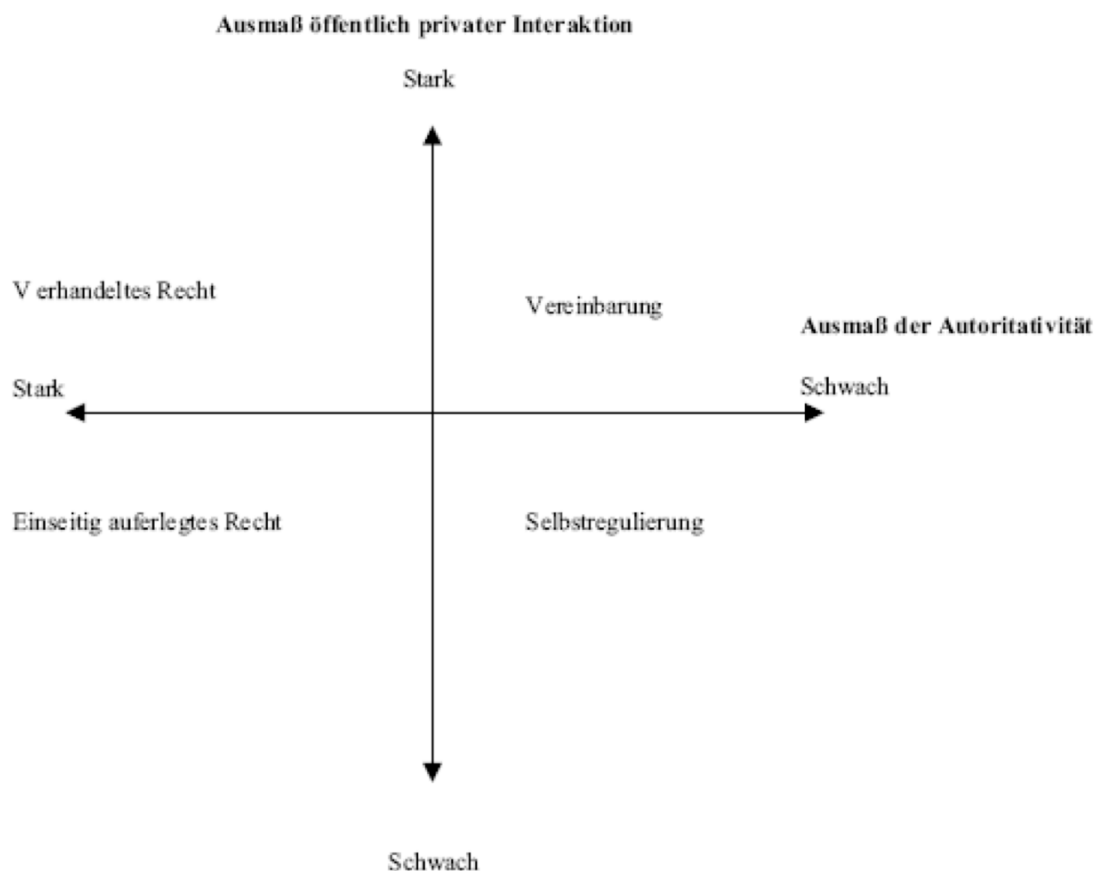 Ausmaß öffentlich privater Interaktion
Stark
V erhandeltes Recht
Vereinbarung
Ausmaß der Autoritativität
Stark
Schwach
Einseitig auferlegtes Recht
Selbstregulierung
Schwach